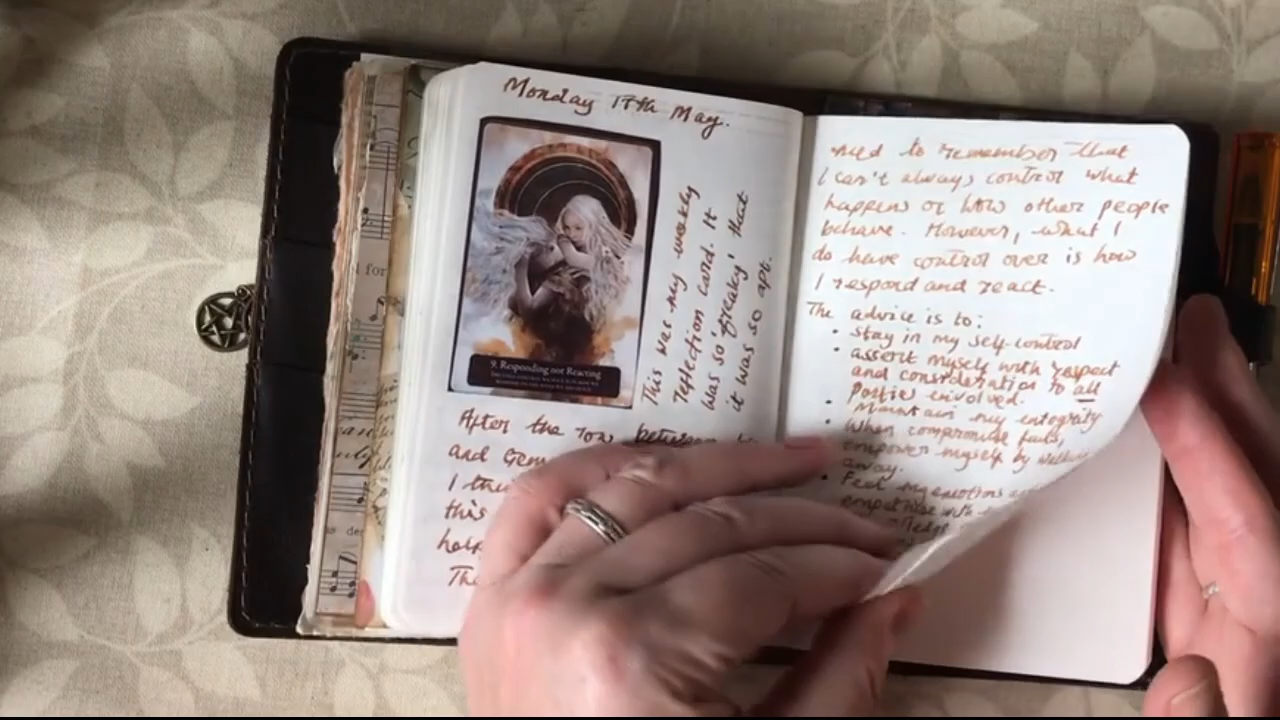 Monday 17th May.
9. Responding not Reacting
This was my weekly
reflection card. It
was so 'freaky' that
it was so apt.
After the row between
and Gem
I
this
help
need to remember that
I can't always control what
happens or how other people
behave. However, what I
do have control over is how
I respond and react.
The advice is to:
• stay in my self-control
• assert myself with respect
and consideration to all
parties involved.
• Maintain my integrity
• When compromise fails,
empower myself by
away.
• Feel my emotions